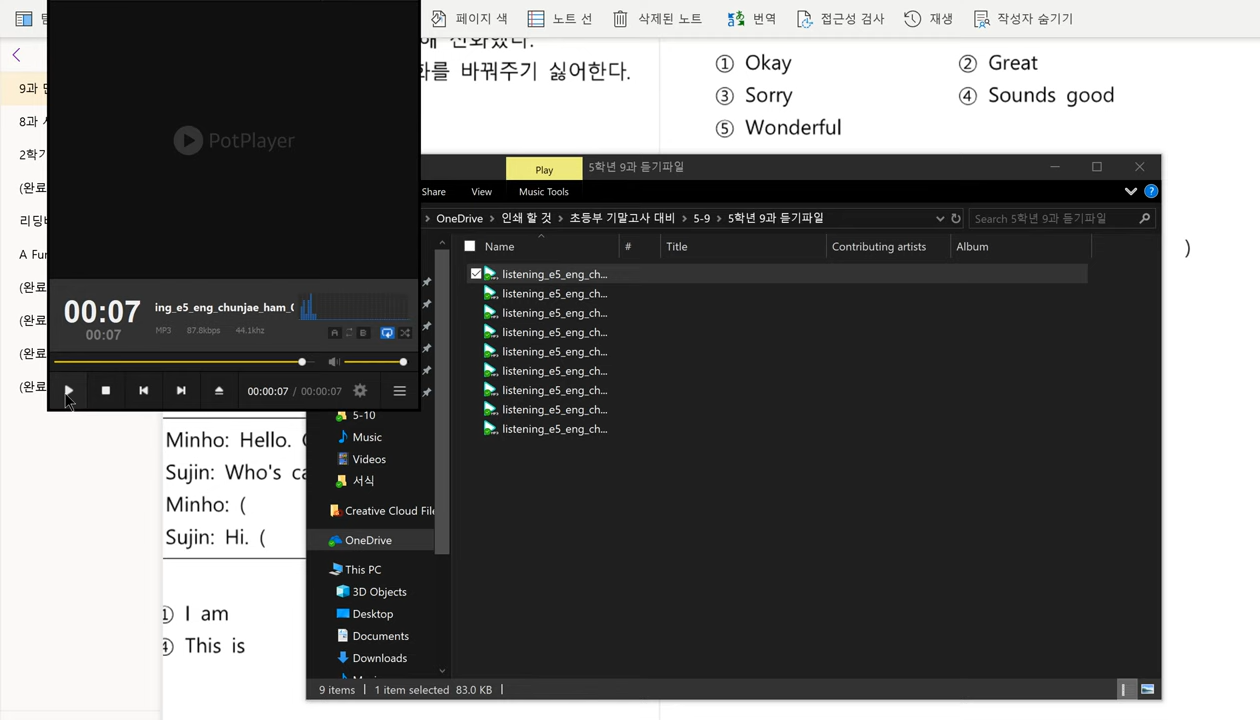 페이지 색
노트 선
삭제된 노트
번역
접근성 검사
재생
작성자 숨기기
화를 바꿔주기 싫어한다.
① Okay
② Great
③ Sorry
④ Sounds good
⑤ Wonderful
)
9과
8과
2학기
(완료
리딩
A Fun
(완료
(완료
(완료
(완료
PotPlayer
00:07
00:07
ing_e5_eng_chunjae_ham_0
MP3 87.8kbps 44.1khz
A B
00:00:07 / 00:00:07
Play
5학년 9과 듣기파일
Share
View
Music Tools
OneDrive > 인쇄 할 것 > 초등부 기말고사 대비 > 5-9 > 5학년 9과 듣기파일
Search 5학년 9과 듣기파일
Name
#
Title
Contributing artists
Album
listening_e5_eng_ch...
listening_e5_eng_ch...
listening_e5_eng_ch...
listening_e5_eng_ch...
listening_e5_eng_ch...
listening_e5_eng_ch...
listening_e5_eng_ch...
listening_e5_eng_ch...
listening_e5_eng_ch...
5-10
Music
Videos
서식
Creative Cloud File
OneDrive
This PC
3D Objects
Desktop
Documents
Downloads
9 items
1 item selected 83.0 KB
Minho: Hello.
Sujin: Who's ca
Minho: (
Sujin: Hi. (
① I am
④ This is